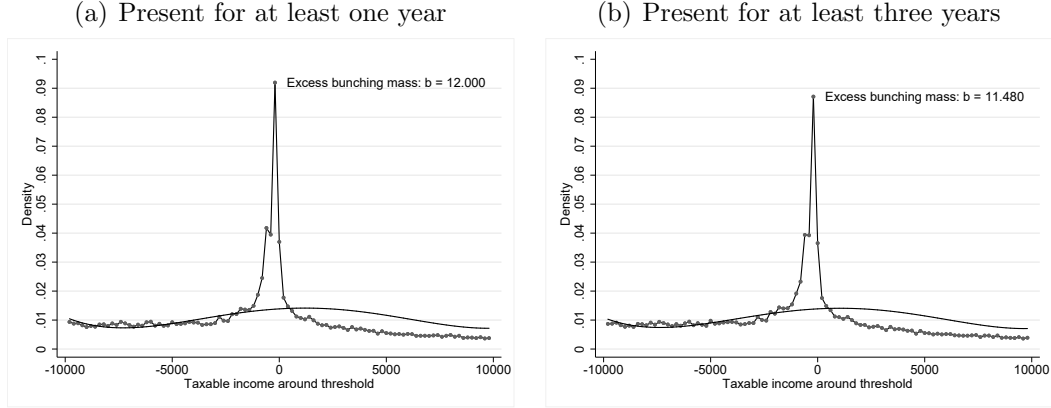 (a) Present for at least one year
Excess bunching mass: b = 12.000
Density
.1
.09
.08
.07
.06
.05
.04
.03
.02
.01
0
-10000 -5000 0 5000 10000
Taxable income around threshold
(b) Present for at least three years
Excess bunching mass: b = 11.480
Density
.1
.09
.08
.07
.06
.05
.04
.03
.02
.01
0
-10000 -5000 0 5000 10000
Taxable income around threshold